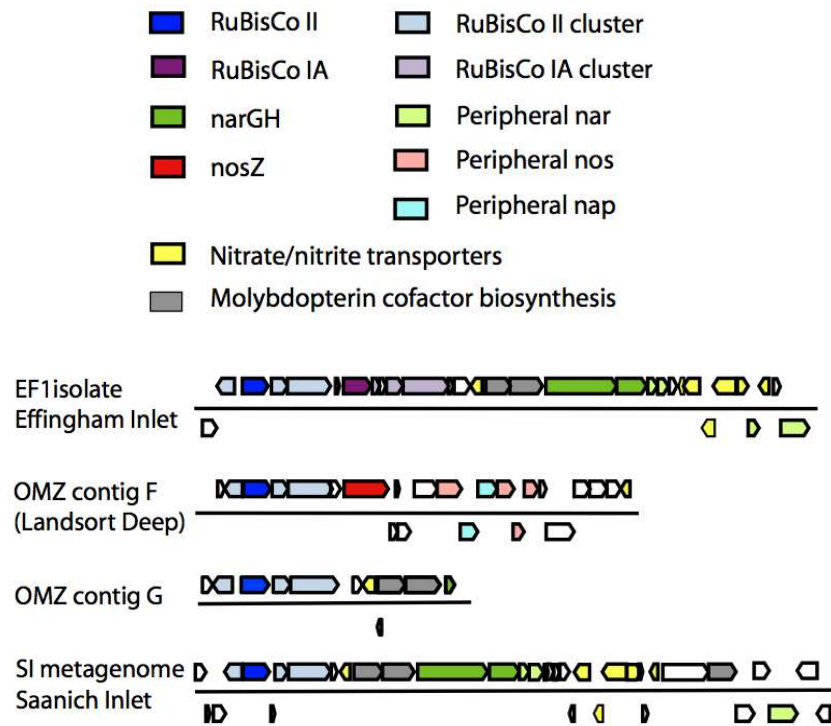 RuBisCo II
RuBisCo IA
narGH
nosZ
RuBisCo II cluster
RuBisCo IA cluster
Peripheral nar
Peripheral nos
Peripheral nap
Nitrate/nitrite transporters
Molybdopterin cofactor biosynthesis
EF1isolate
Effingham Inlet
OMZ contig F
(Landsort Deep)
OMZ contig G
SI metagenome
Saanich Inlet